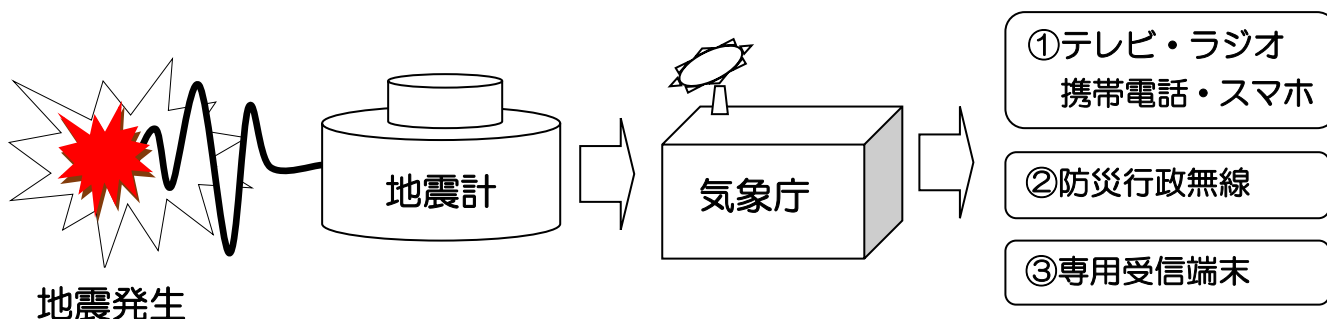 地震発生
地震計
気象庁
①テレビ・ラジオ
携帯電話・スマホ
②防災行政無線
③専用受信端末